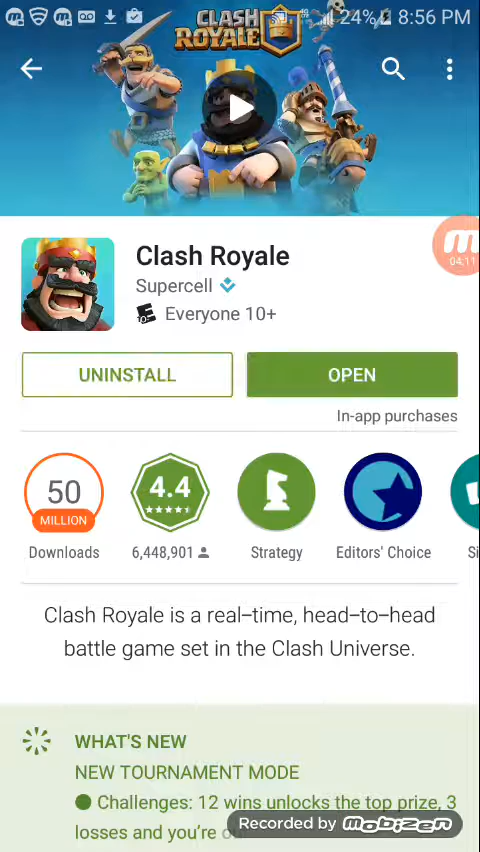 24% 8:56 PM
CLASH
ROYALE
Clash Royale
Supercell
04:11
Everyone 10+
UNINSTALL
OPEN
In-app purchases
50
MILLION
4.4
Downloads
6,448,901
Strategy
Editors' Choice
Si
Clash Royale is a real-time, head-to-head
battle game set in the Clash Universe.
WHAT'S NEW
NEW TOURNAMENT MODE
● Challenges: 12 wins unlocks the top prize, 3
losses and you're
Recorded by mobizen